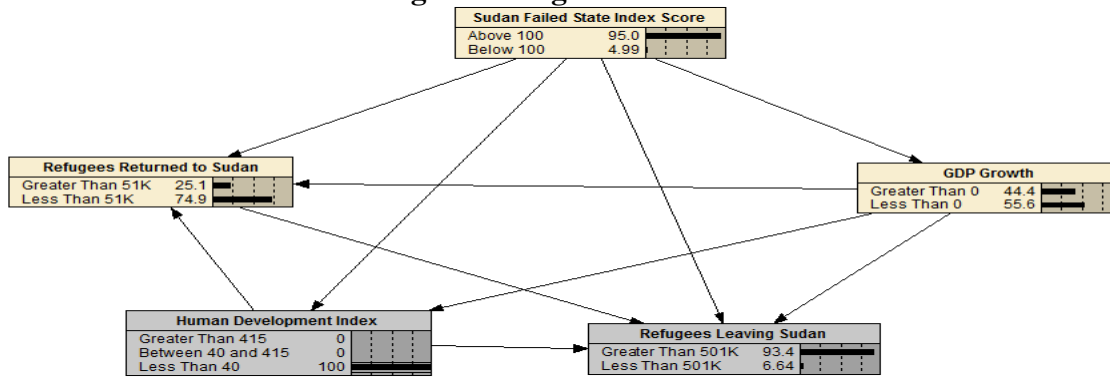 Sudan Failed State Index Score
Above 100 95.0
Below 100 4.99
Refugees Returned to Sudan
Greater Than 51K 25.1
Less Than 51K 74.9
GDP Growth
Greater Than 0 44.4
Less Than 0 55.6
Human Development Index
Greater Than 415 0
Between 40 and 415 0
Less Than 40 100
Refugees Leaving Sudan
Greater Than 501K 93.4
Less Than 501K 6.64